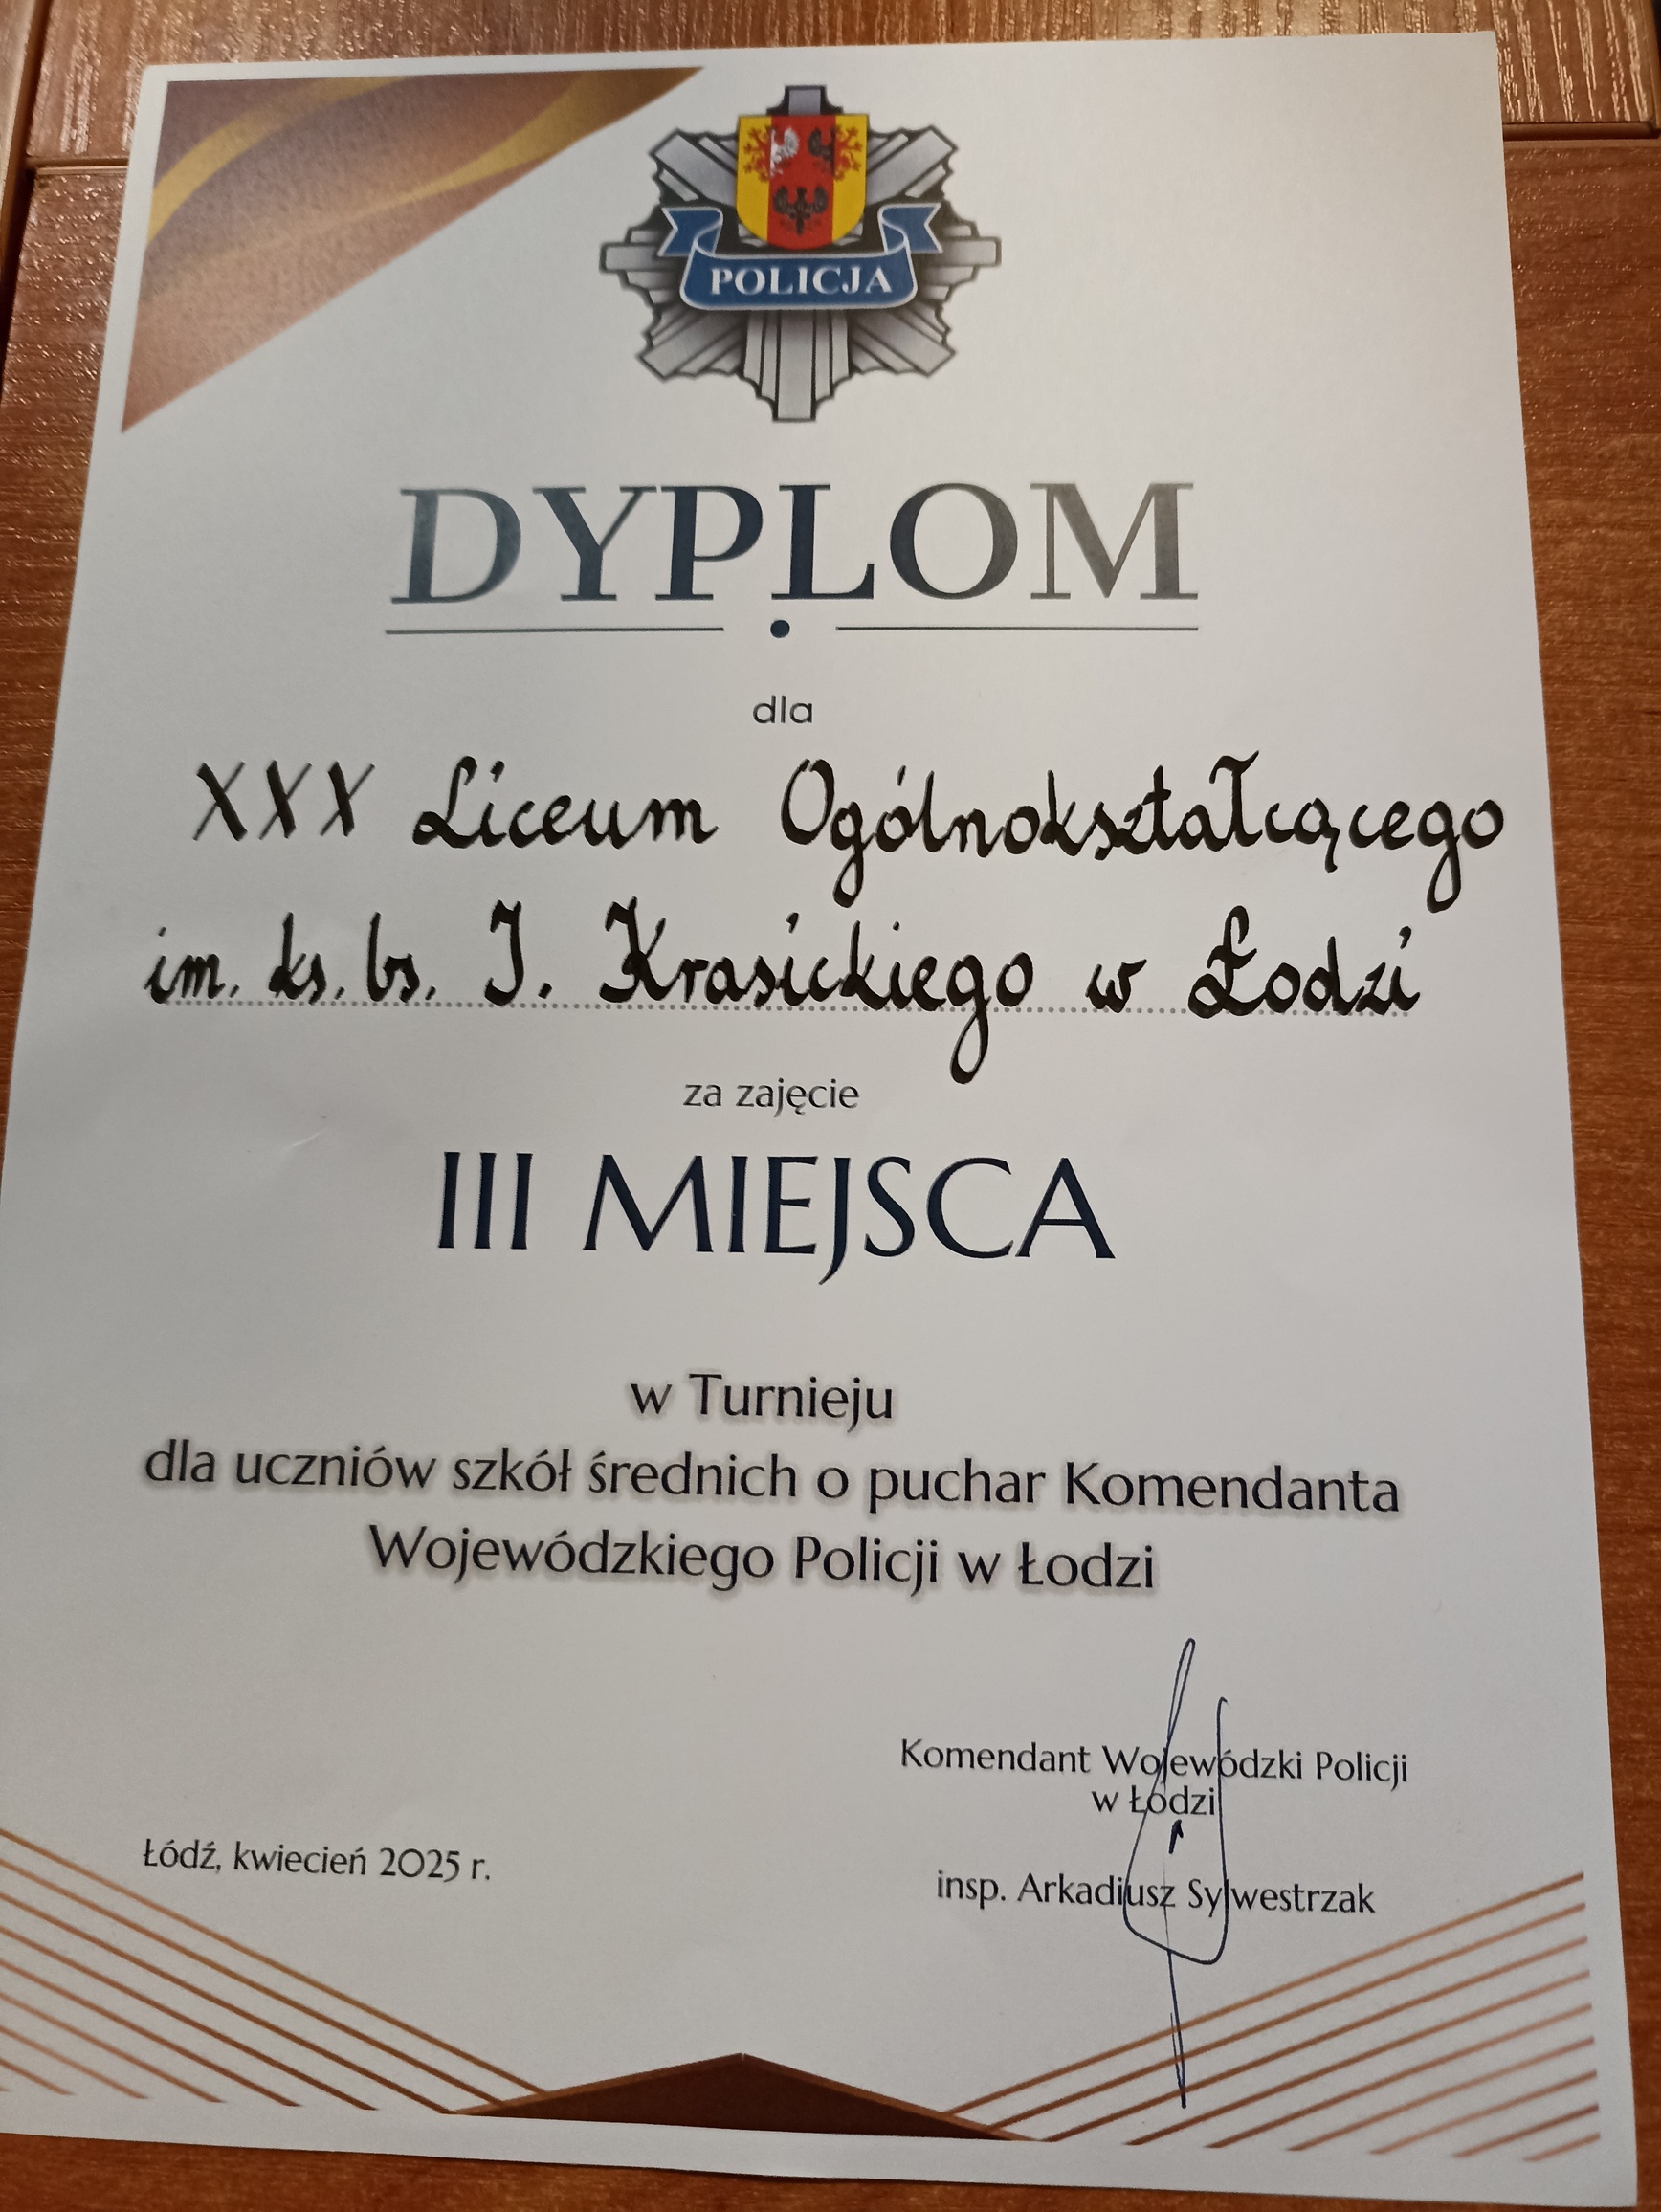 POLICJA
DYPLOM
dla
XXX Liceum Ogólnokształcącego
im. ks. bs. I. Krasickiego w Łodzi
za zajęcie
III MIEJSCA
w Turnieju
dla uczniów szkół średnich o puchar Komendanta
Wojewódzkiego Policji w Łodzi
Komendant Wojewódzki Policji
w Łodzi
Łódź, kwiecień 2025 r.
insp. Arkadiusz Sylwestrzak